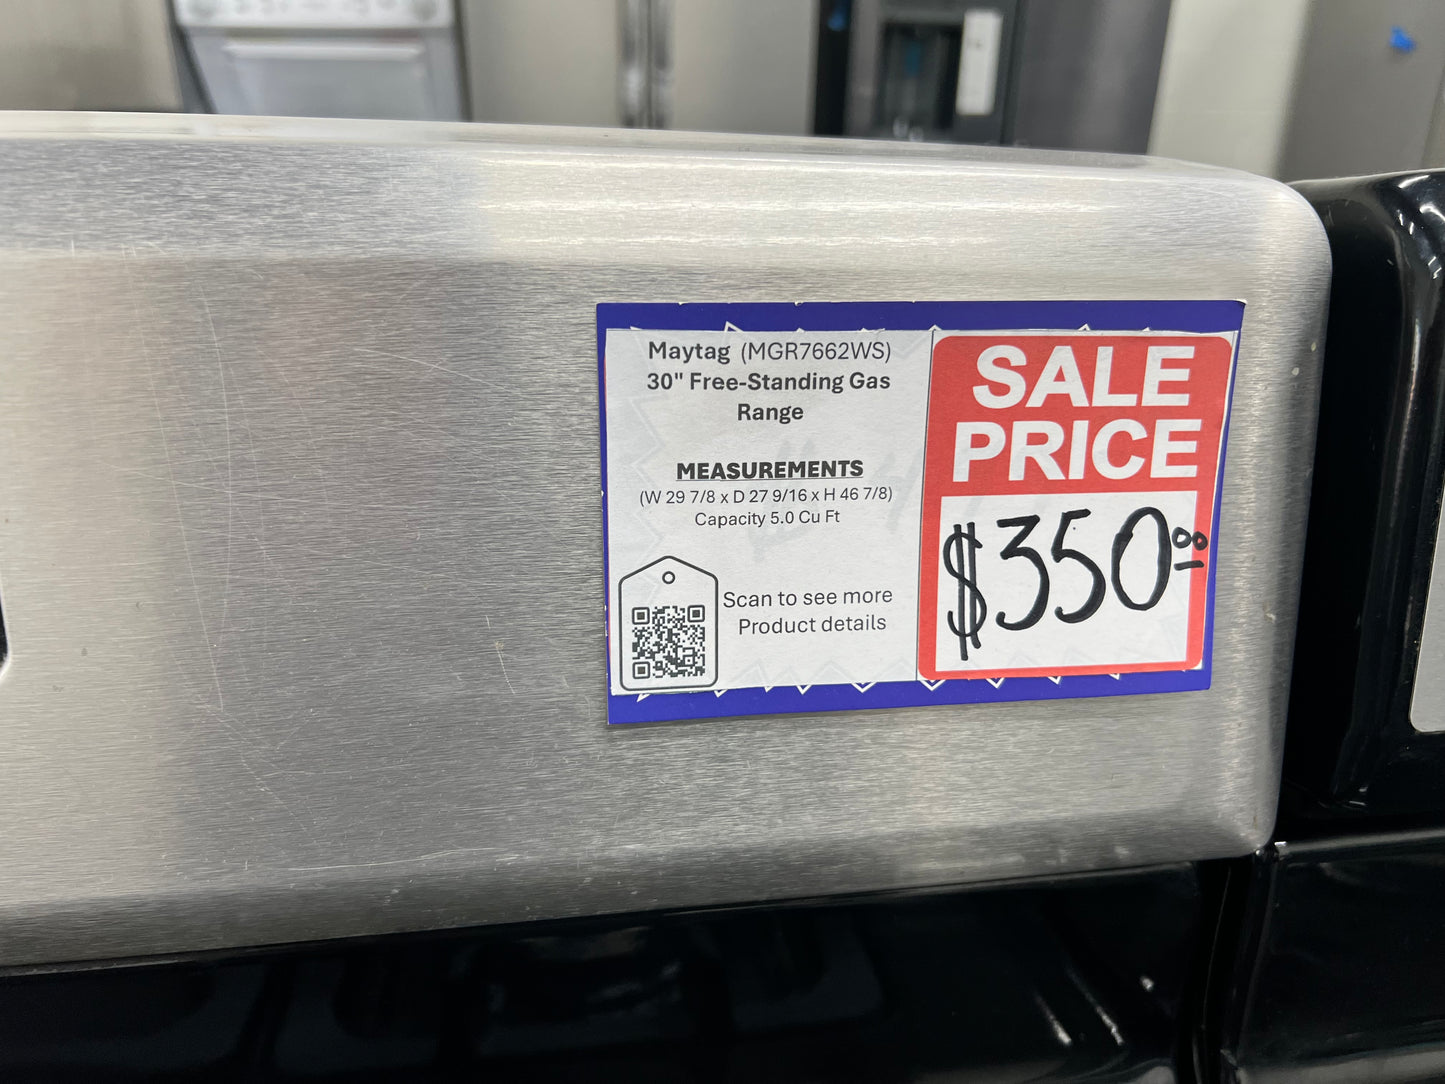 Maytag (MGR7662WS)
30" Free-Standing Gas
Range
MEASUREMENTS
(W 29 7/8 x D 27 9/16 x H 46 7/8)
Capacity 5.0 Cu Ft
Scan to see more
Product details
SALE
PRICE
$350.00